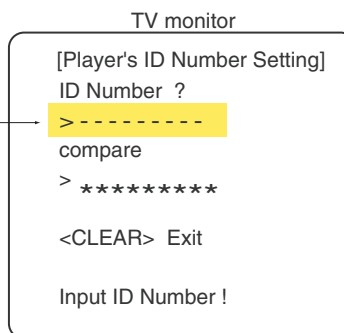 TV monitor
[Player's ID Number Setting]
ID Number ?
>---------
compare
> *********
<CLEAR> Exit
Input ID Number !